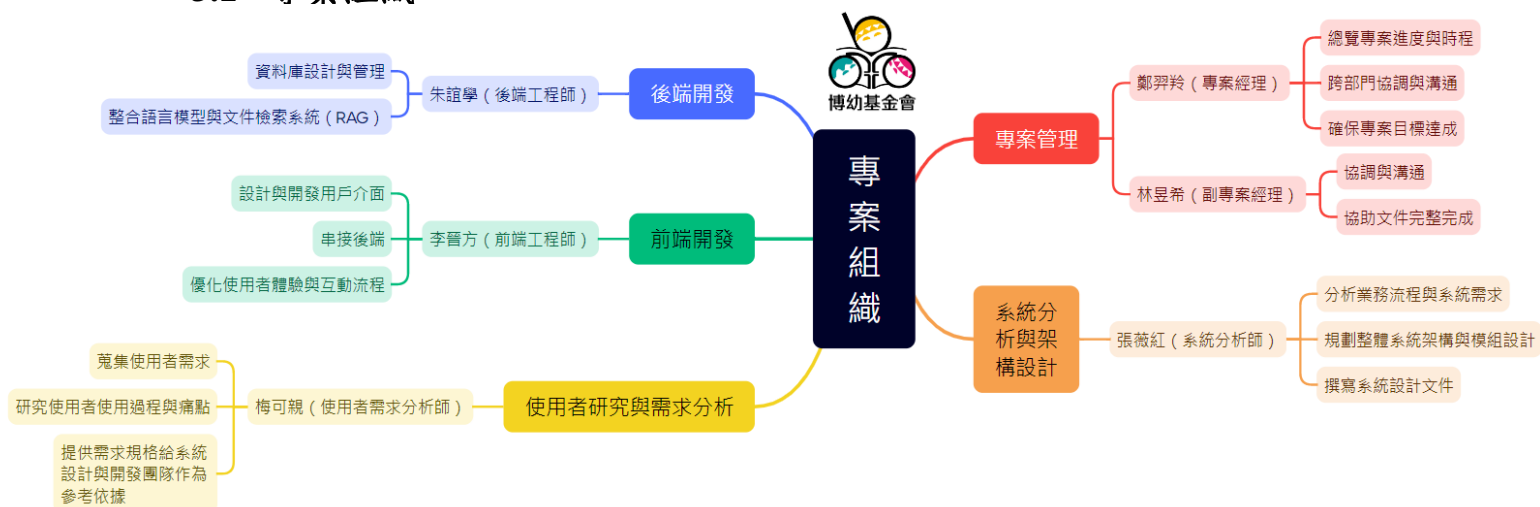 博幼基金會
專
案
組
織
後端開發
朱誼學（後端工程師）
資料庫設計與管理
整合語言模型與文件檢索系統（RAG）
前端開發
李晉方（前端工程師）
設計與開發用戶介面
串接後端
優化使用者體驗與互動流程
使用者研究與需求分析
梅可親（使用者需求分析師）
蒐集使用者需求
研究使用者使用過程與痛點
提供需求規格給系統
設計與開發團隊作為
參考依據
專案管理
鄭羿羚（專案經理）
總覽專案進度與時程
跨部門協調與溝通
確保專案目標達成
林昱希（副專案經理）
協調與溝通
協助文件完整完成
系統分
析與架
構設計
張薇紅（系統分析師）
分析業務流程與系統需求
規劃整體系統架構與模組設計
撰寫系統設計文件